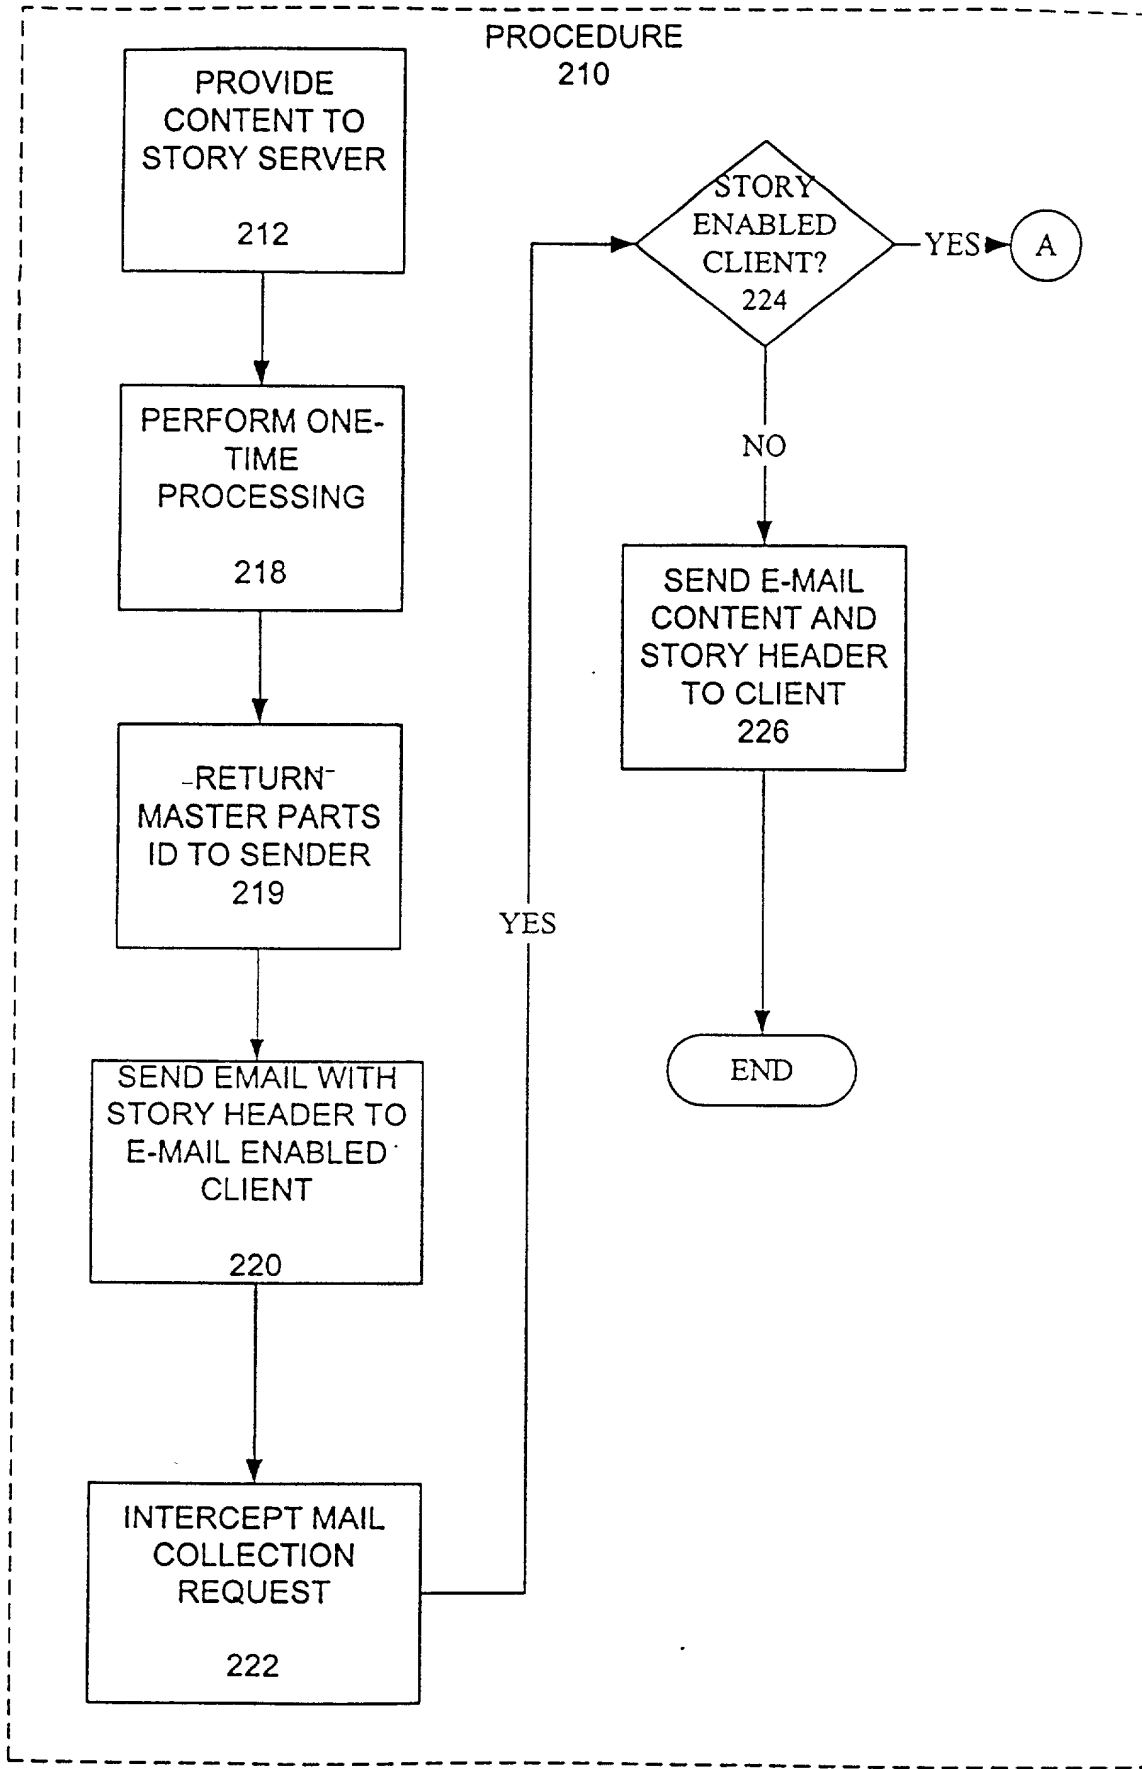 PROCEDURE
210
PROVIDE
CONTENT TO
STORY SERVER
212
PERFORM ONE-
TIME
PROCESSING
218
RETURN
MASTER PARTS
ID TO SENDER
219
SEND EMAIL WITH
STORY HEADER TO
E-MAIL ENABLED
CLIENT
220
INTERCEPT MAIL
COLLECTION
REQUEST
222
YES
STORY
ENABLED
CLIENT?
224
YES
A
NO
SEND E-MAIL
CONTENT AND
STORY HEADER
TO CLIENT
226
END